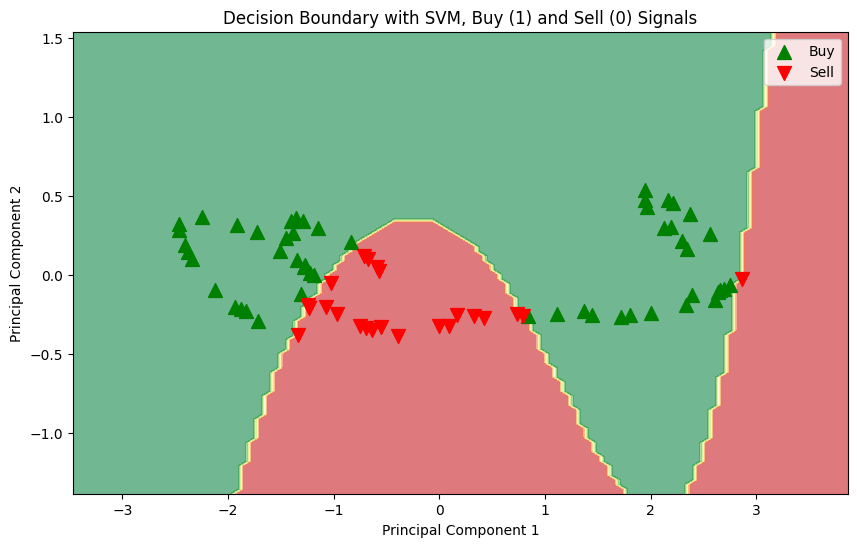 Decision Boundary with SVM, Buy (1) and Sell (0) Signals
Buy
Sell
Principal Component 2
1.5
1.0
0.5
0.0
−0.5
−1.0
−3 −2 −1 0 1 2 3
Principal Component 1